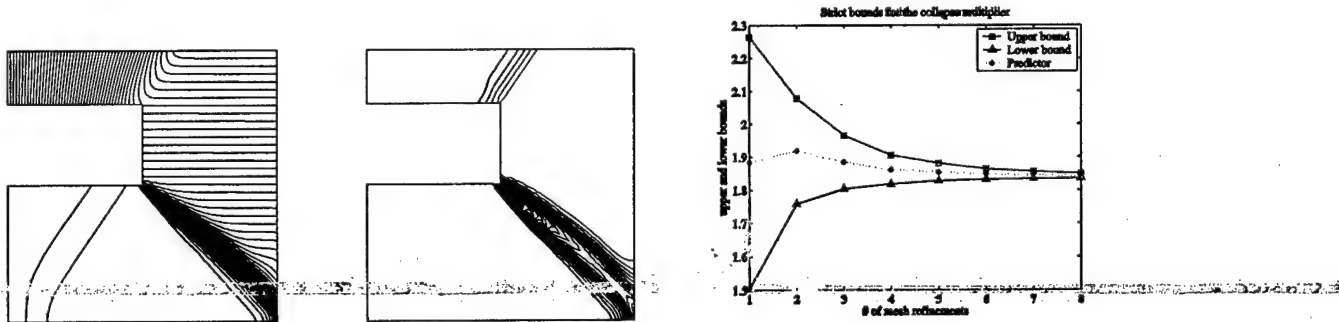 Strict bounds for the collapse multiplier
2.3
2.2
2.1
2
1.9
1.8
1.7
1.6
1.5
upper and lower bounds
Upper bound
Lower bound
Predictor
1 2 3 4 5 6 7 8
# of mesh refinements